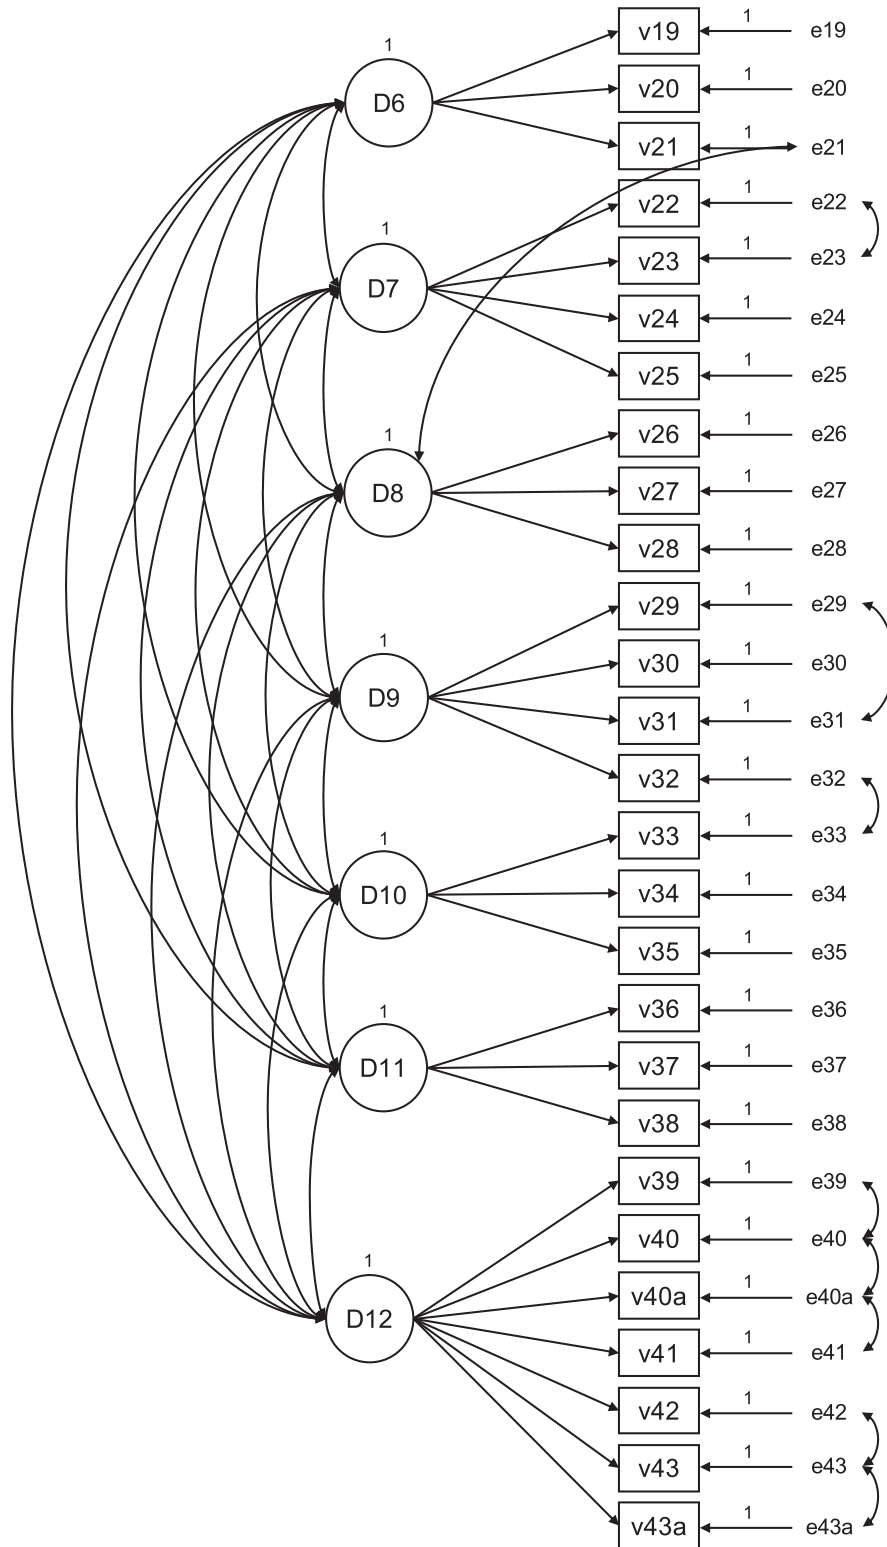 v19 1 e19
1
D6
v20 1 e20
v21 1 e21
v22 1 e22
1
D7
v23 1 e23
v24 1 e24
v25 1 e25
1
D8
v26 1 e26
v27 1 e27
v28 1 e28
v29 1 e29
1
D9
v30 1 e30
v31 1 e31
v32 1 e32
v33 1 e33
1
D10
v34 1 e34
v35 1 e35
v36 1 e36
1
D11
v37 1 e37
v38 1 e38
v39 1 e39
v40 1 e40
1
D12
v40a 1 e40a
v41 1 e41
v42 1 e42
v43 1 e43
v43a 1 e43a